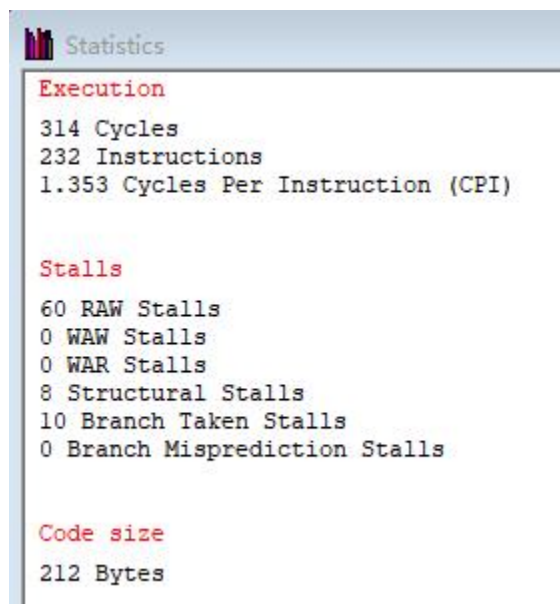 Statistics
Execution
314 Cycles
232 Instructions
1.353 Cycles Per Instruction (CPI)
Stalls
60 RAW Stalls
0 WAW Stalls
0 WAR Stalls
8 Structural Stalls
10 Branch Taken Stalls
0 Branch Misprediction Stalls
Code size
212 Bytes